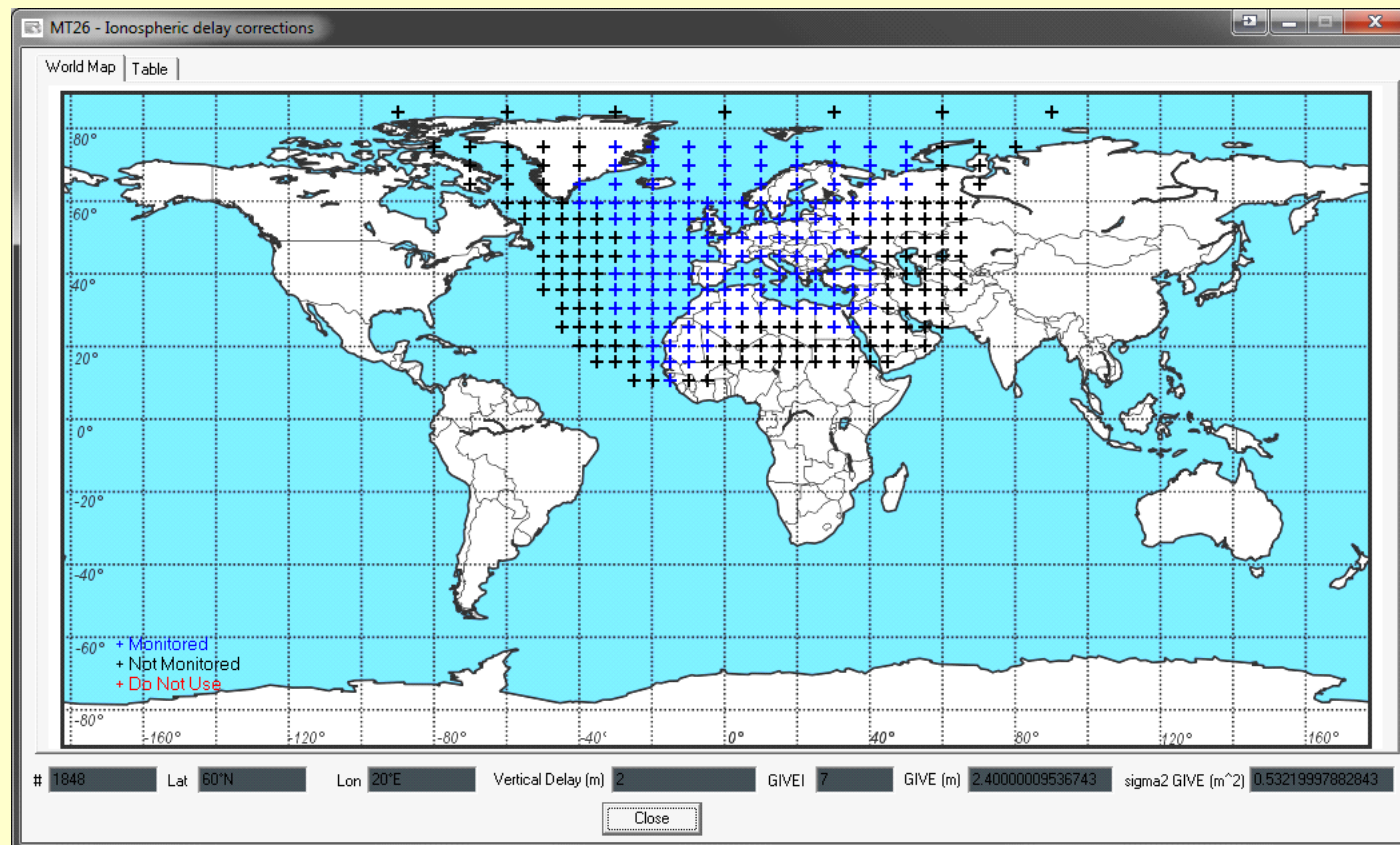 MT26 - Ionospheric delay corrections
World Map Table
80°
60°
40°
20°
0°
-20°
-40°
-60°
-80°
+ Monitored
+ Not Monitored
+ Do Not Use
-160° -120° -80° -40° 0° 40° 80° 120° 160°
# 1848 Lat 60°N Lon 20°E Vertical Delay (m) 2 GIVEI 7 GIVE (m) 2.40000009536743 sigma2 GIVE (m^2) 0.53219997882843
Close